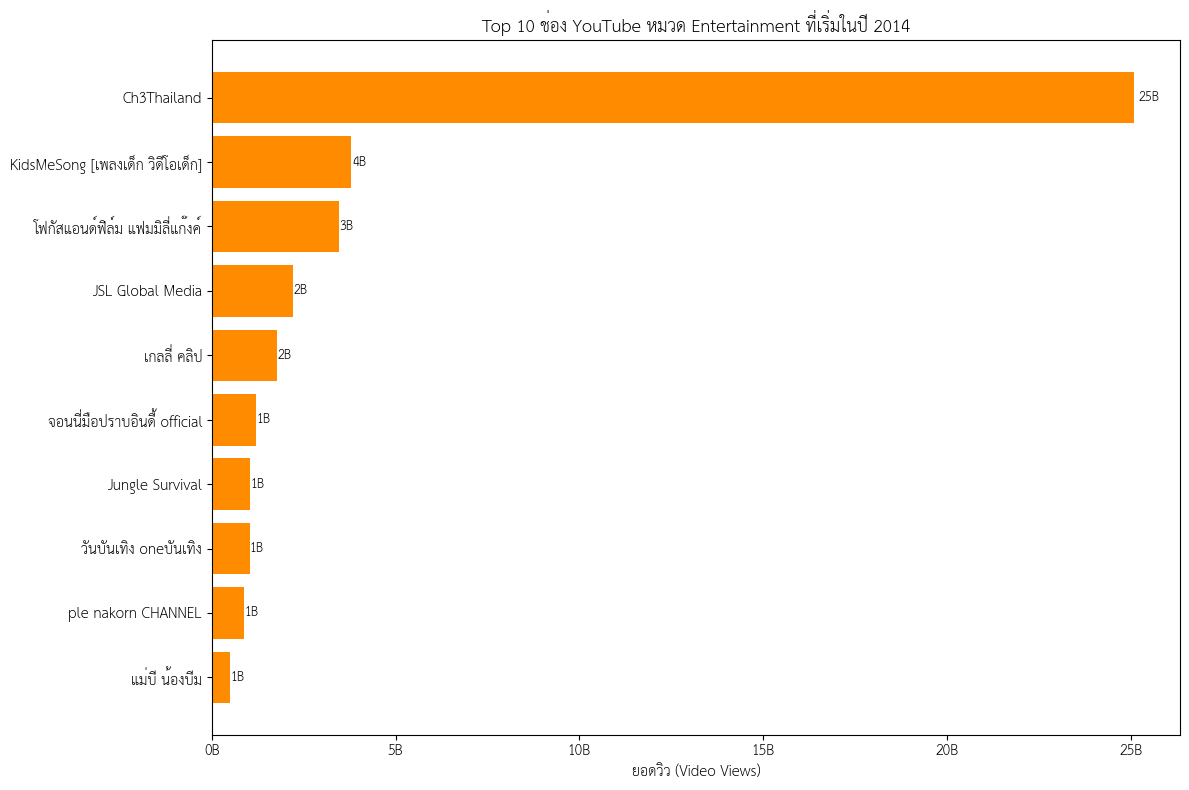 Top 10 ช่อง YouTube หมวด Entertainment ที่เริ่มในปี 2014
Ch3Thailand
25B
KidsMeSong [เพลงเด็ก วิดีโอเด็ก]
4B
โฟกัสแอนด์ฟิล์ม แฟมมิลี่แก๊งค์
3B
JSL Global Media
2B
เกลลี่ คลิป
2B
จอนนี่มือปราบอินดี้ official
1B
Jungle Survival
1B
วันบันเทิง oneบันเทิง
1B
ple nakorn CHANNEL
1B
แม่บี น้องบีม
1B
0B 5B 10B 15B 20B 25B
ยอดวิว (Video Views)